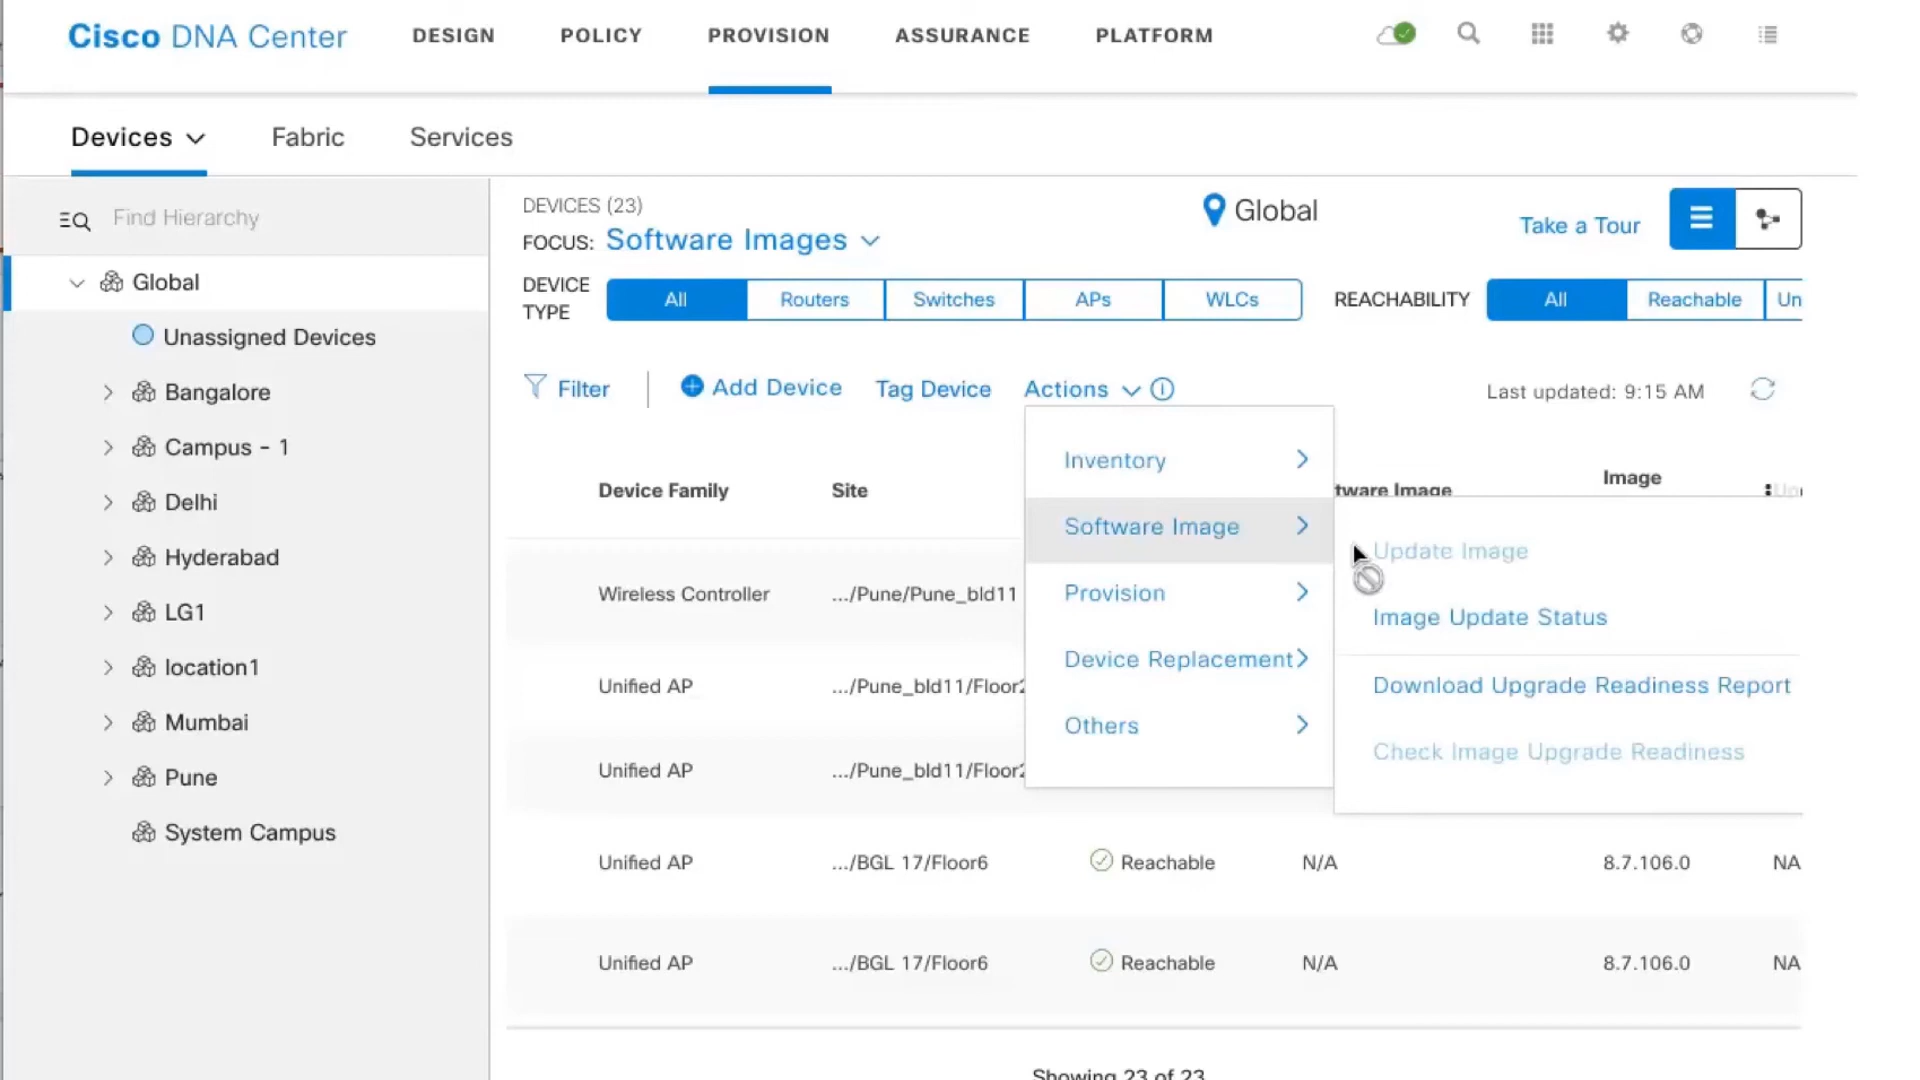 Cisco DNA Center DESIGN POLICY PROVISION ASSURANCE PLATFORM
Devices Fabric Services
Find Hierarchy
Global
Unassigned Devices
Bangalore
Campus - 1
Delhi
Hyderabad
LG1
location1
Mumbai
Pune
System Campus
DEVICES (23)
FOCUS: Software Images
Global
Take a Tour
DEVICE TYPE All Routers Switches APs WLCs REACHABILITY All Reachable Un
Filter Add Device Tag Device Actions Last updated: 9:15 AM
Inventory
Software Image
Provision
Device Replacement
Others
Update Image
Image Update Status
Download Upgrade Readiness Report
Check Image Upgrade Readiness
Device Family Site tware Image Image
Wireless Controller .../Pune/Pune_bld11
Unified AP .../Pune_bld11/Floor2
Unified AP .../Pune_bld11/Floor2
Unified AP .../BGL 17/Floor6 Reachable N/A 8.7.106.0 NA
Unified AP .../BGL 17/Floor6 Reachable N/A 8.7.106.0 NA
Showing 23 of 23